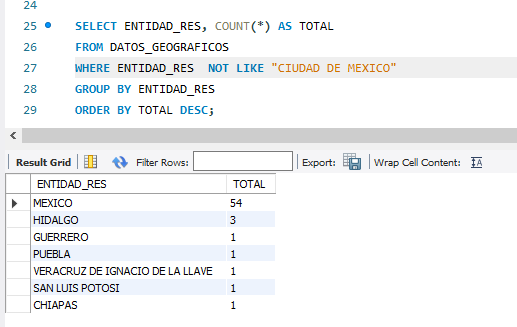 24
25 SELECT ENTIDAD_RES, COUNT(*) AS TOTAL
26 FROM DATOS_GEOGRAFICOS
27 WHERE ENTIDAD_RES  NOT LIKE "CIUDAD DE MEXICO"
28 GROUP BY ENTIDAD_RES
29 ORDER BY TOTAL DESC;
Result Grid Filter Rows: Export: Wrap Cell Content: IA
ENTIDAD_RES TOTAL
MEXICO 54
HIDALGO 3
GUERRERO 1
PUEBLA 1
VERACRUZ DE IGNACIO DE LA LLAVE 1
SAN LUIS POTOSI 1
CHIAPAS 1